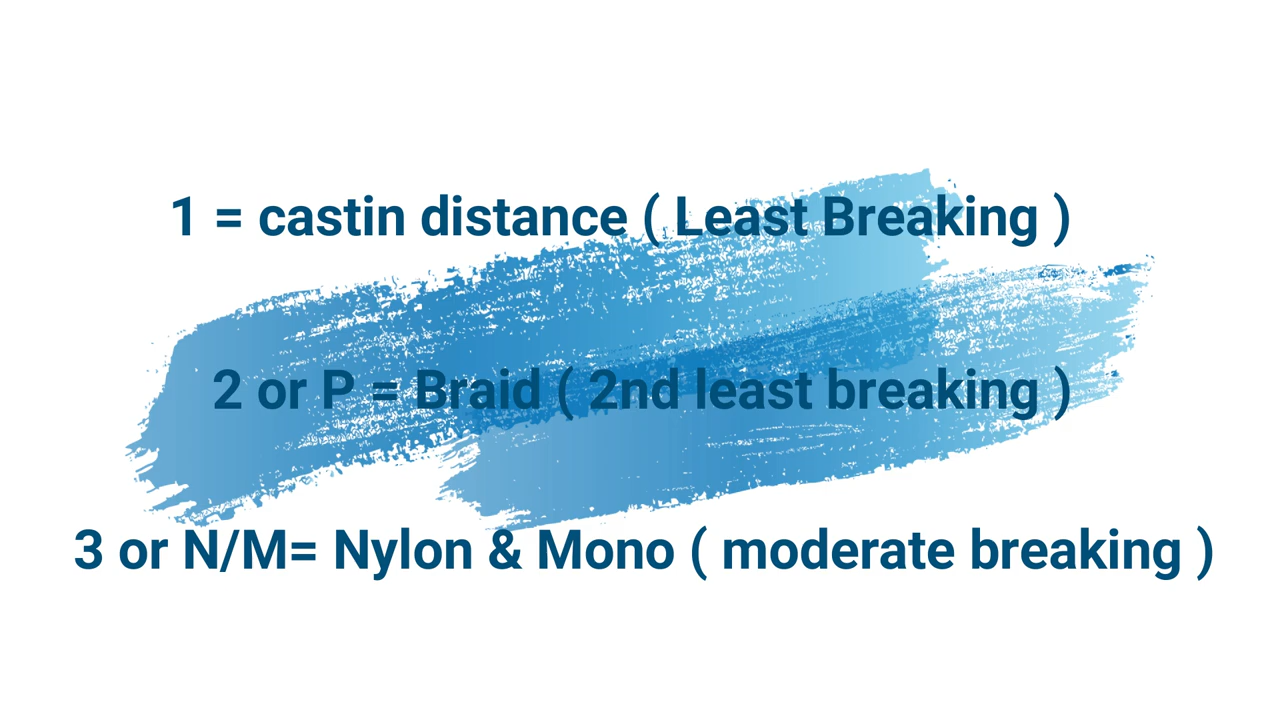 1 = castin distance ( Least Breaking )
2 or P = Braid ( 2nd least breaking )
3 or N/M= Nylon & Mono ( moderate breaking )